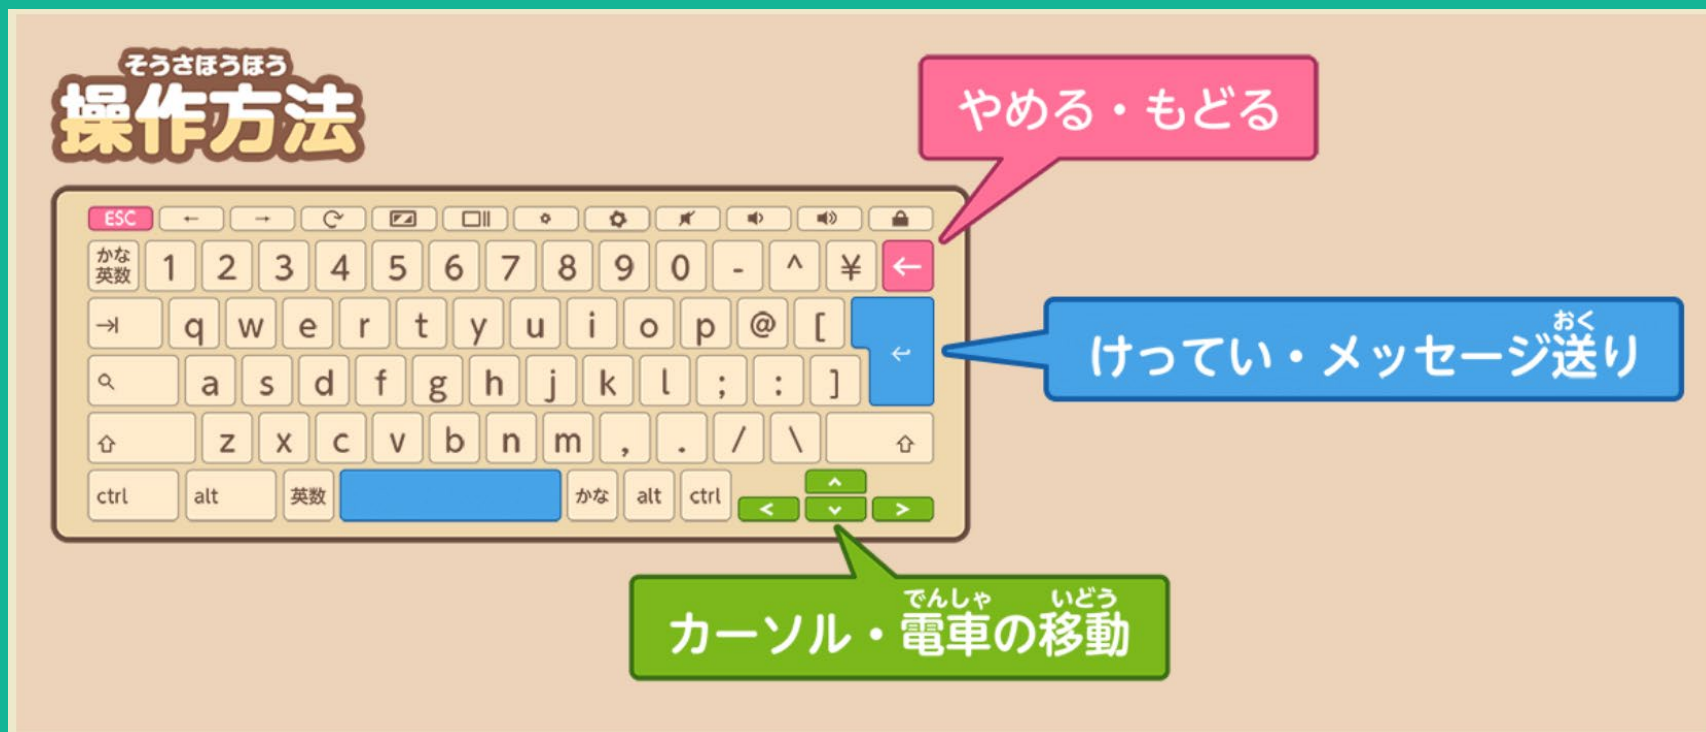 そうさほうほう
操作方法
やめる・もどる
ESC ← →
かな
英数
1 2 3 4 5 6 7 8 9 0 - ^ ¥ ←
q w e r t y u i o p @ [
a s d f g h j k l ; : ]
z x c v b n m , . / \
ctrl alt 英数 かな alt ctrl < ^ v >
おく
けってい・メッセージ送り
でんしゃ いどう
カーソル・電車の移動